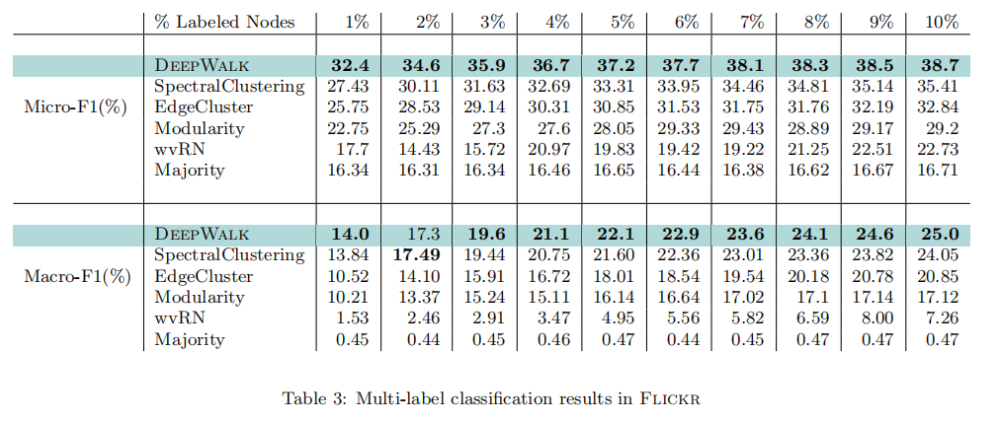 % Labeled Nodes 1% 2% 3% 4% 5% 6% 7% 8% 9% 10%
DEEPWALK 32.4 34.6 35.9 36.7 37.2 37.7 38.1 38.3 38.5 38.7
SpectralClustering 27.43 30.11 31.63 32.69 33.31 33.95 34.46 34.81 35.14 35.41
Micro-F1(%) EdgeCluster 25.75 28.53 29.14 30.31 30.85 31.53 31.75 31.76 32.19 32.84
Modularity 22.75 25.29 27.3 27.6 28.05 29.33 29.43 28.89 29.17 29.2
wvRN 17.7 14.43 15.72 20.97 19.83 19.42 19.22 21.25 22.51 22.73
Majority 16.34 16.31 16.34 16.46 16.65 16.44 16.38 16.62 16.67 16.71
DEEPWALK 14.0 17.3 19.6 21.1 22.1 22.9 23.6 24.1 24.6 25.0
SpectralClustering 13.84 17.49 19.44 20.75 21.60 22.36 23.01 23.36 23.82 24.05
Macro-F1(%) EdgeCluster 10.52 14.10 15.91 16.72 18.01 18.54 19.54 20.18 20.78 20.85
Modularity 10.21 13.37 15.24 15.11 16.14 16.64 17.02 17.1 17.14 17.12
wvRN 1.53 2.46 2.91 3.47 4.95 5.56 5.82 6.59 8.00 7.26
Majority 0.45 0.44 0.45 0.46 0.47 0.44 0.45 0.47 0.47 0.47
Table 3: Multi-label classification results in FLICKR